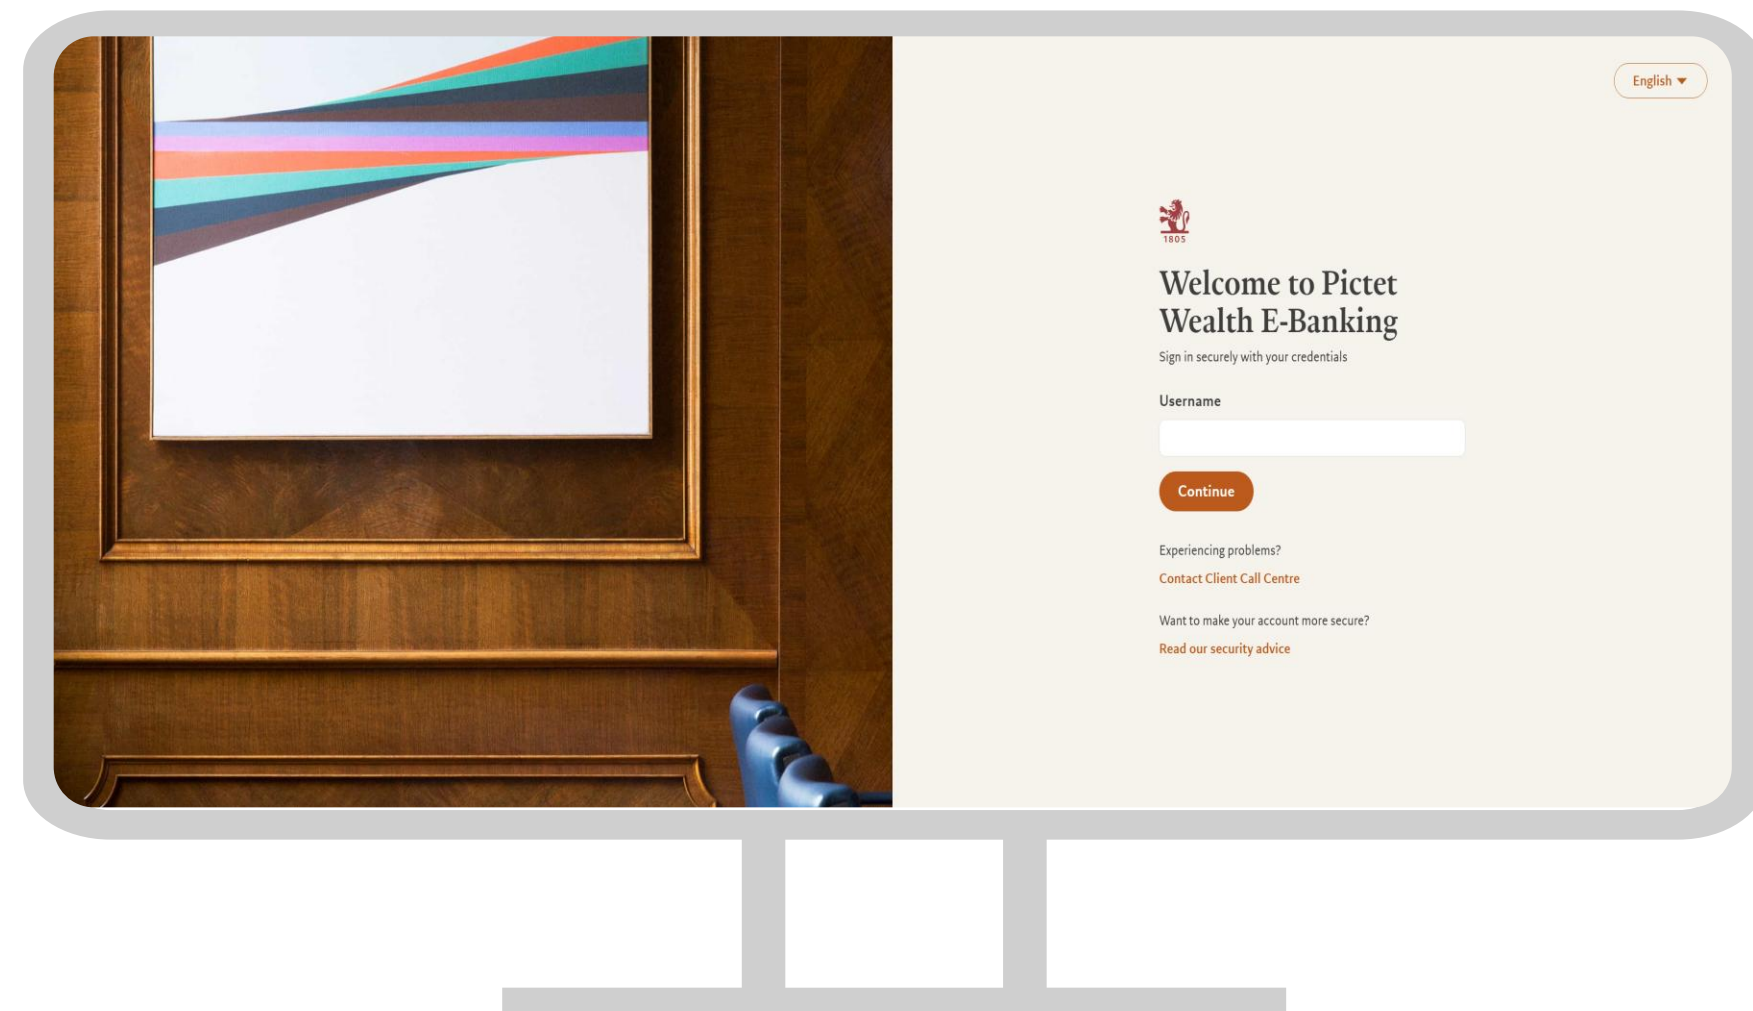 English
1805
Welcome to Pictet
Wealth E-Banking
Sign in securely with your credentials
Username
Continue
Experiencing problems?
Contact Client Call Centre
Want to make your account more secure?
Read our security advice